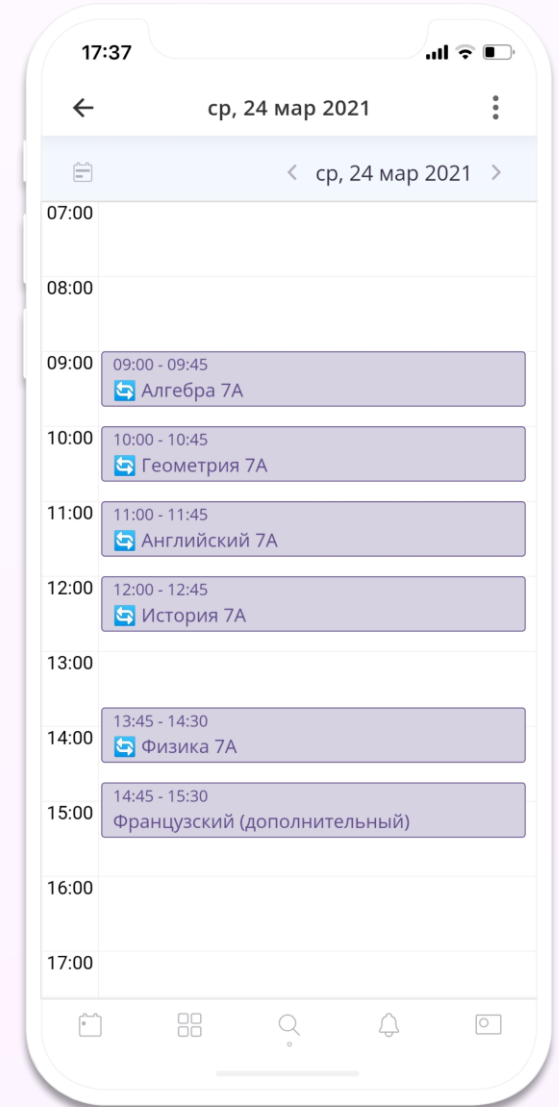 17:37
ср, 24 мар 2021
ср, 24 мар 2021
07:00
08:00
09:00
09:00 - 09:45
Алгебра 7А
10:00
10:00 - 10:45
Геометрия 7А
11:00
11:00 - 11:45
Английский 7А
12:00
12:00 - 12:45
История 7А
13:00
13:45 - 14:30
14:00
Физика 7А
14:45 - 15:30
15:00
Французский (дополнительный)
16:00
17:00